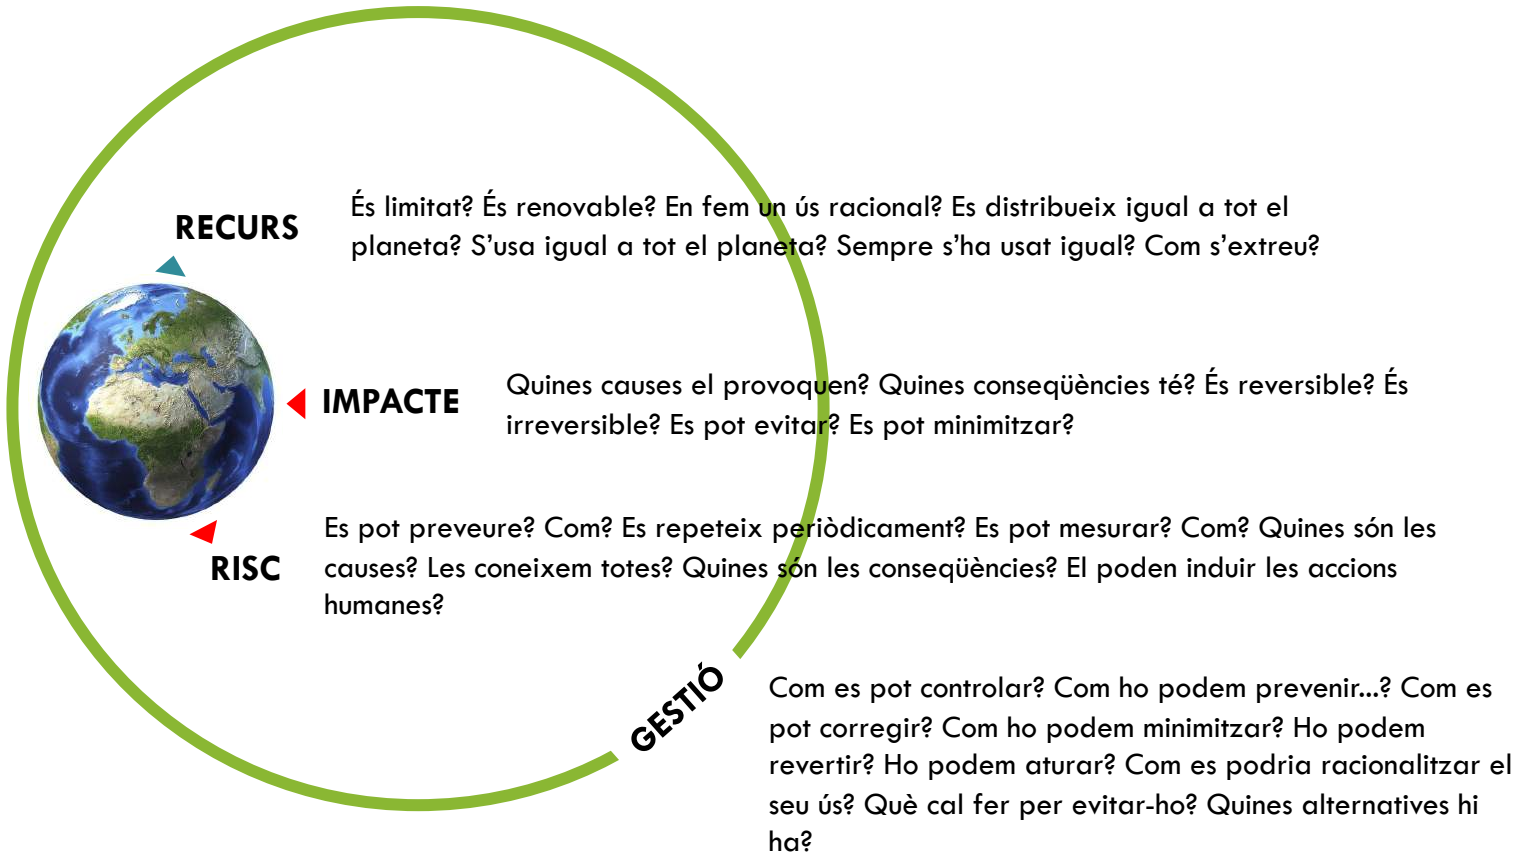 RECURS
És limitat? És renovable? En fem un ús racional? Es distribueix igual a tot el
planeta? S’usa igual a tot el planeta? Sempre s’ha usat igual? Com s’extreu?
IMPACTE
Quines causes el provoquen? Quines conseqüències té? És reversible? És
irreversible? Es pot evitar? Es pot minimitzar?
RISC
Es pot preveure? Com? Es repeteix periòdicament? Es pot mesurar? Com? Quines són les
causes? Les coneixem totes? Quines són les conseqüències? El poden induir les accions
humanes?
GESTIÓ
Com es pot controlar? Com ho podem prevenir...? Com es
pot corregir? Com ho podem minimitzar? Ho podem
revertir? Ho podem aturar? Com es podria racionalitzar el
seu ús? Què cal fer per evitar-ho? Quines alternatives hi
ha?